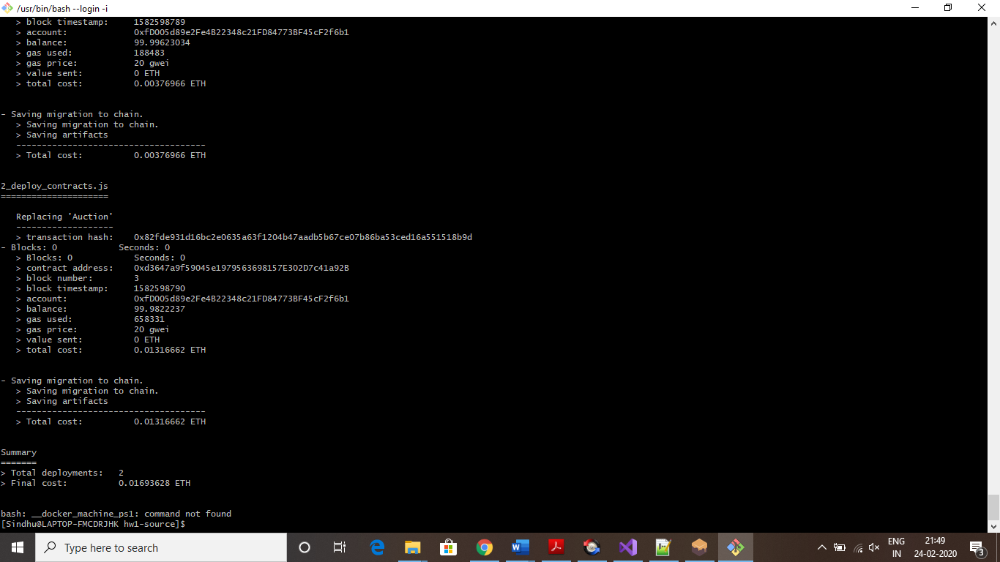 /usr/bin/bash --login -i
> block timestamp: 1582598789
> account: 0xfD005d89e2Fe4B22348c21FD84773BF45cF2f6b1
> balance: 99.99623034
> gas used: 188483
> gas price: 20 gwei
> value sent: 0 ETH
> total cost: 0.00376966 ETH
- Saving migration to chain.
> Saving migration to chain.
> Saving artifacts
-------------------------------------
> Total cost: 0.00376966 ETH
2_deploy_contracts.js
=====================
Replacing 'Auction'
-------------------
> transaction hash: 0x82fde931d16bc2e0635a63f1204b47aadb5b67ce07b86ba53ced16a551518b9d
- Blocks: 0 Seconds: 0
> Blocks: 0 Seconds: 0
> contract address: 0xd3647a9f59045e1979563698157E302D7c41a92B
> block number: 3
> block timestamp: 1582598790
> account: 0xfD005d89e2Fe4B22348c21FD84773BF45cF2f6b1
> balance: 99.9822237
> gas used: 658331
> gas price: 20 gwei
> value sent: 0 ETH
> total cost: 0.01316662 ETH
- Saving migration to chain.
> Saving migration to chain.
> Saving artifacts
-------------------------------------
> Total cost: 0.01316662 ETH
Summary
=======
> Total deployments: 2
> Final cost: 0.01693628 ETH
bash: __docker_machine_ps1: command not found
[Sindhu@LAPTOP-FMCDRJHK hw1-source]$
Type here to search
ENG
IN
21:49
24-02-2020
3